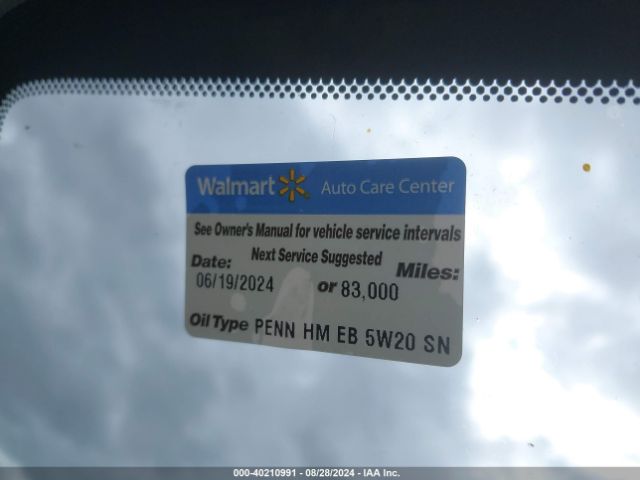 Walmart Auto Care Center
See Owner's Manual for vehicle service intervals
Next Service Suggested
Date: Miles:
06/19/2024 or 83,000
Oil Type PENN HM EB 5W20 SN
000-40210991 - 08/28/2024 - IAA Inc.